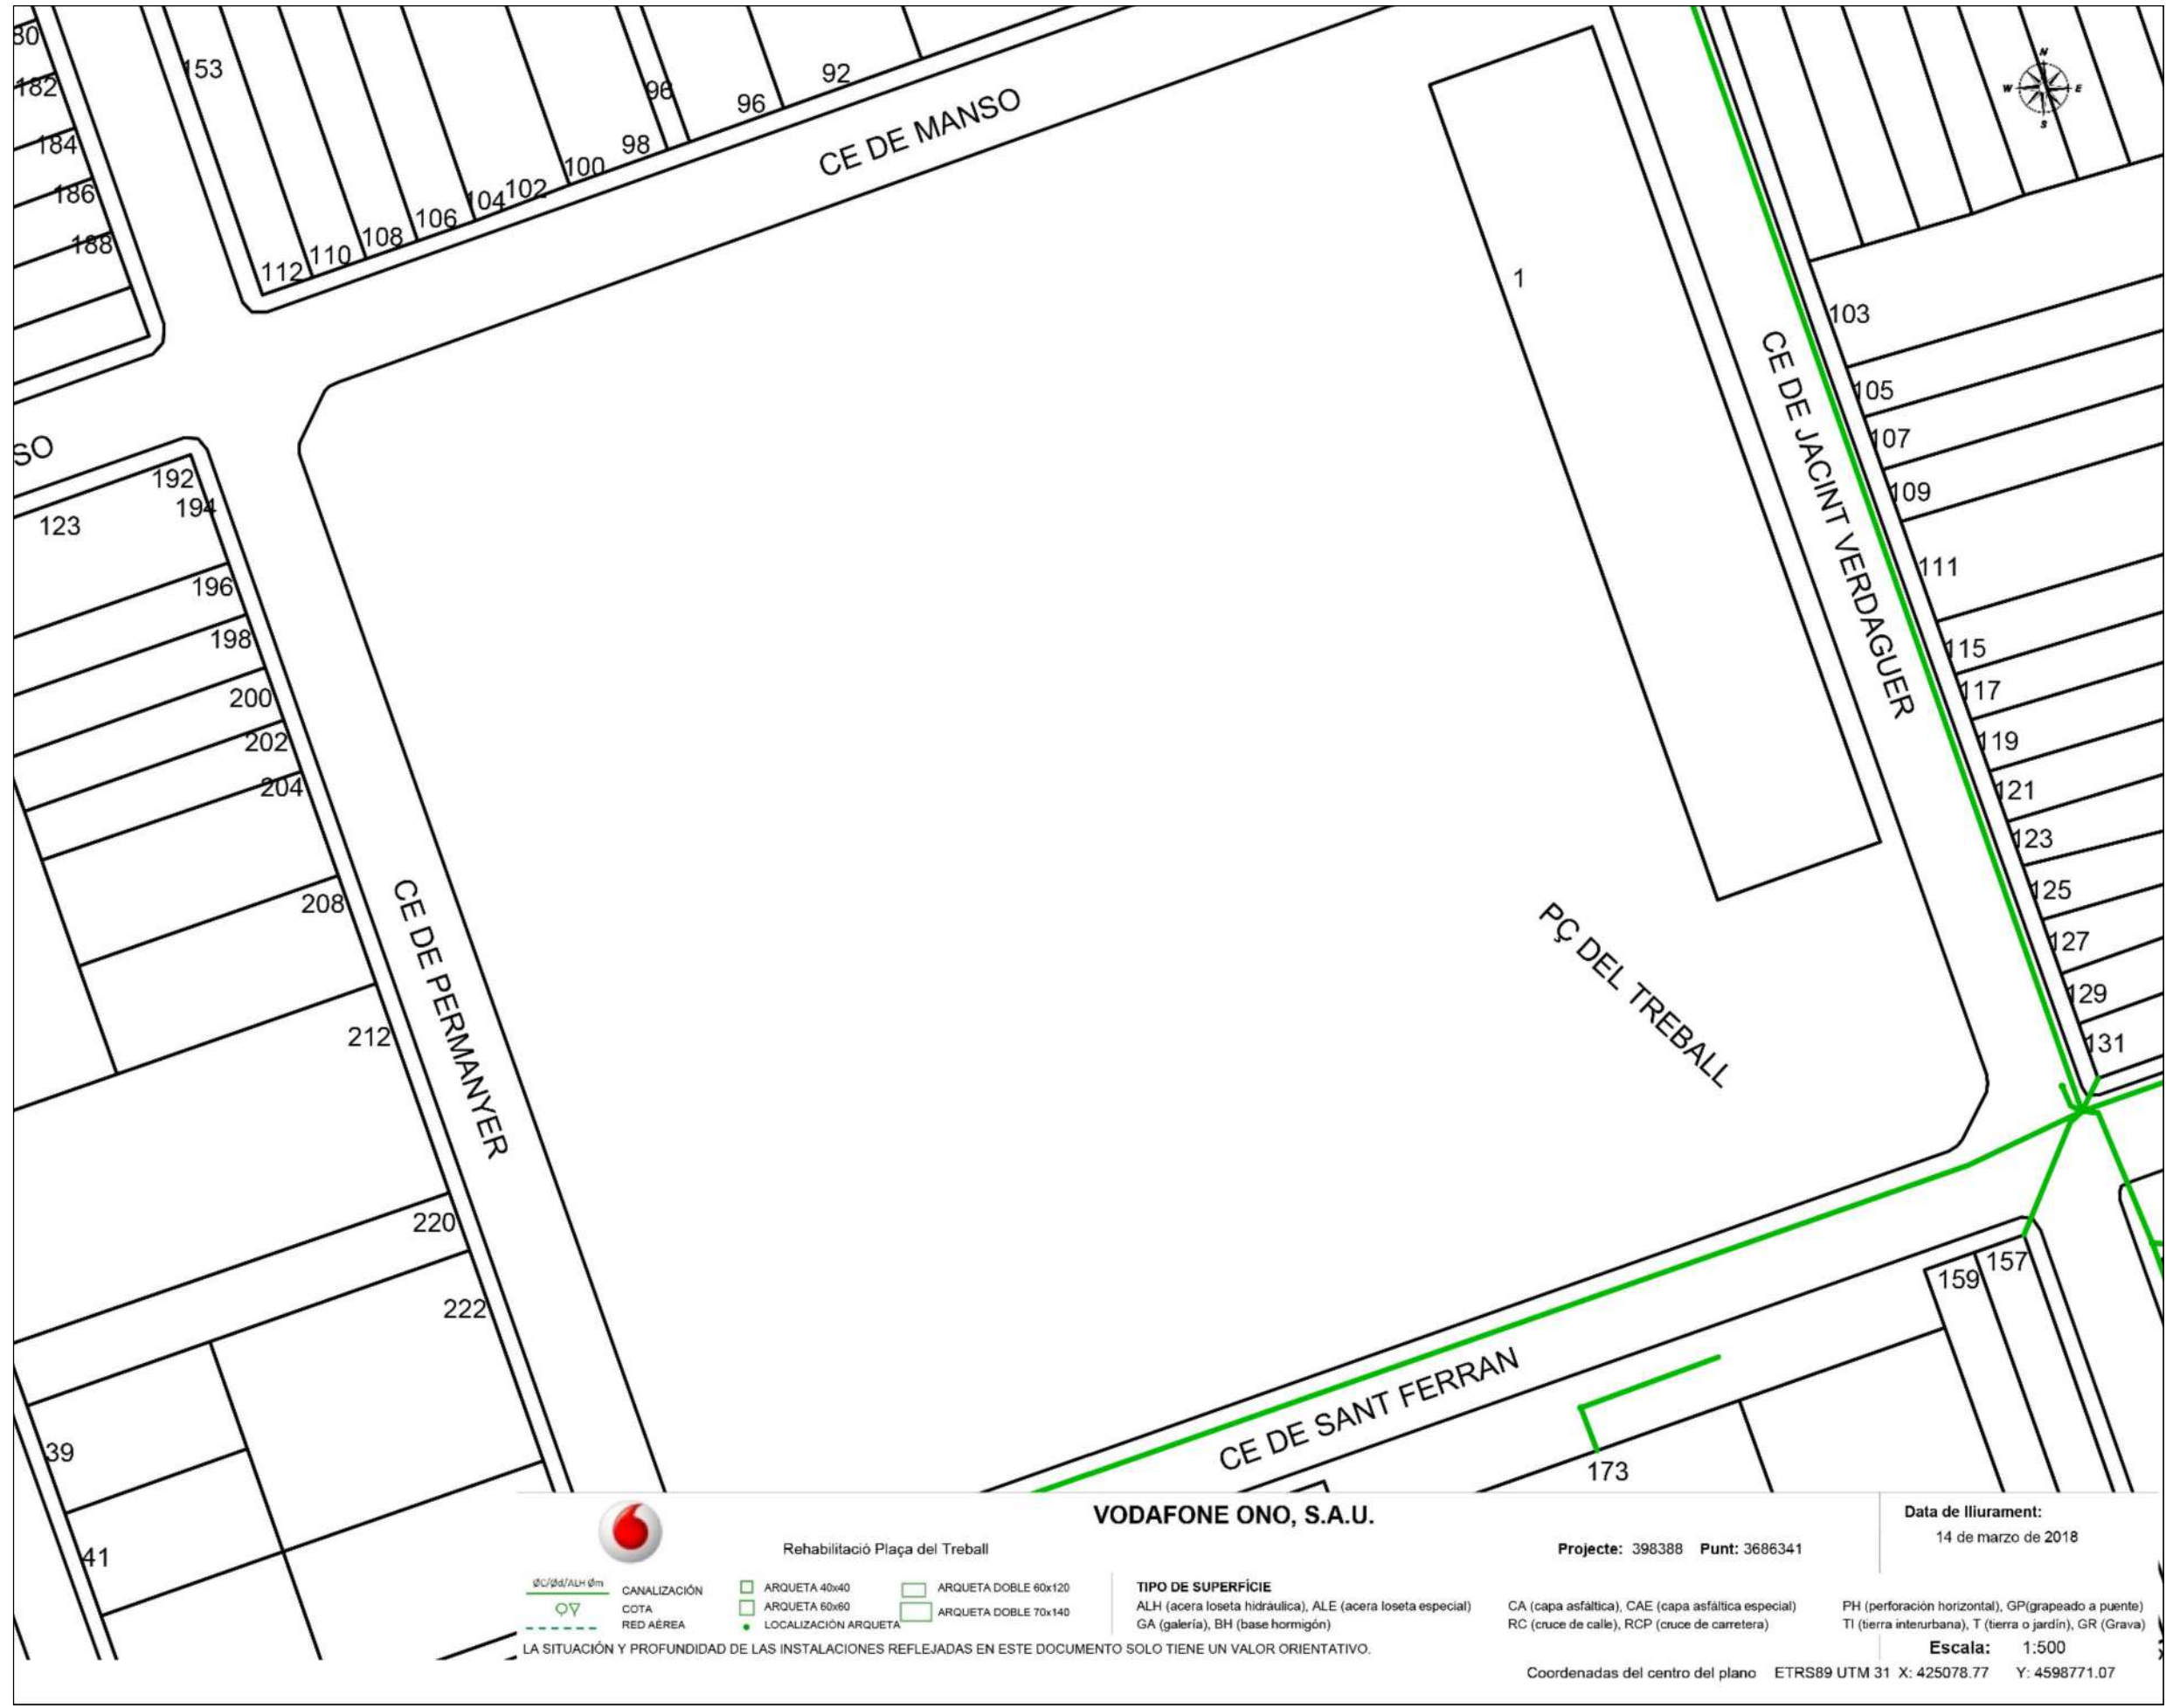 80
182
184
186
188
153
112
110
108
106
104
102
100
98
96
96
92
CE DE MANSO
N
W
E
S
1
103
105
107
109
111
115
117
119
121
123
125
127
129
131
CE DE JACINT VERDAGUER
SO
123
192
194
196
198
200
202
204
208
212
220
222
CE DE PERMANYER
PÇ DEL TREBALL
39
41
CE DE SANT FERRAN
157
159
173
VODAFONE ONO, S.A.U.
Rehabilitació Plaça del Treball
Projecte: 398388 Punt: 3686341
Data de lliurament:
14 de marzo de 2018
ØC/Ød/ALH Øm CANALIZACIÓN
COTA
RED AÉREA
ARQUETA 40x40
ARQUETA 60x60
LOCALIZACIÓN ARQUETA
ARQUETA DOBLE 60x120
ARQUETA DOBLE 70x140
TIPO DE SUPERFÍCIE
ALH (acera loseta hidráulica), ALE (acera loseta especial)
GA (galería), BH (base hormigón)
CA (capa asfáltica), CAE (capa asfáltica especial)
RC (cruce de calle), RCP (cruce de carretera)
PH (perforación horizontal), GP(grapeado a puente)
TI (tierra interurbana), T (tierra o jardín), GR (Grava)
LA SITUACIÓN Y PROFUNDIDAD DE LAS INSTALACIONES REFLEJADAS EN ESTE DOCUMENTO SOLO TIENE UN VALOR ORIENTATIVO.
Escala: 1:500
Coordenadas del centro del plano ETRS89 UTM 31 X: 425078.77 Y: 4598771.07